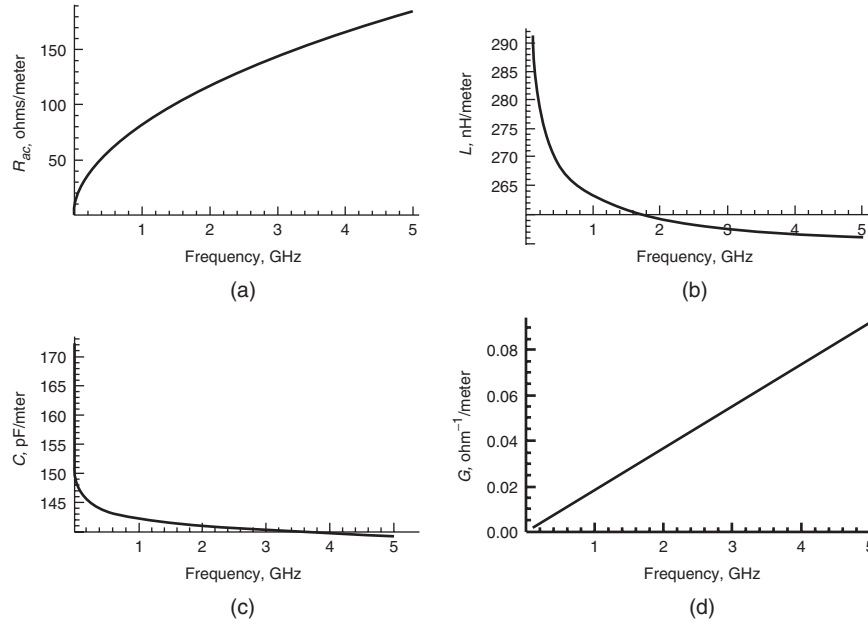 150
100
50
R_ac, ohms/meter
1 2 3 4 5
Frequency, GHz
(a)
290
285
280
275
270
265
L, nH/meter
1 2 3 4 5
Frequency, GHz
(b)
170
165
160
155
150
145
C, pF/mter
1 2 3 4 5
Frequency, GHz
(c)
0.08
0.06
0.04
0.02
0.00
G, ohm⁻¹/meter
1 2 3 4 5
Frequency, GHz
(d)